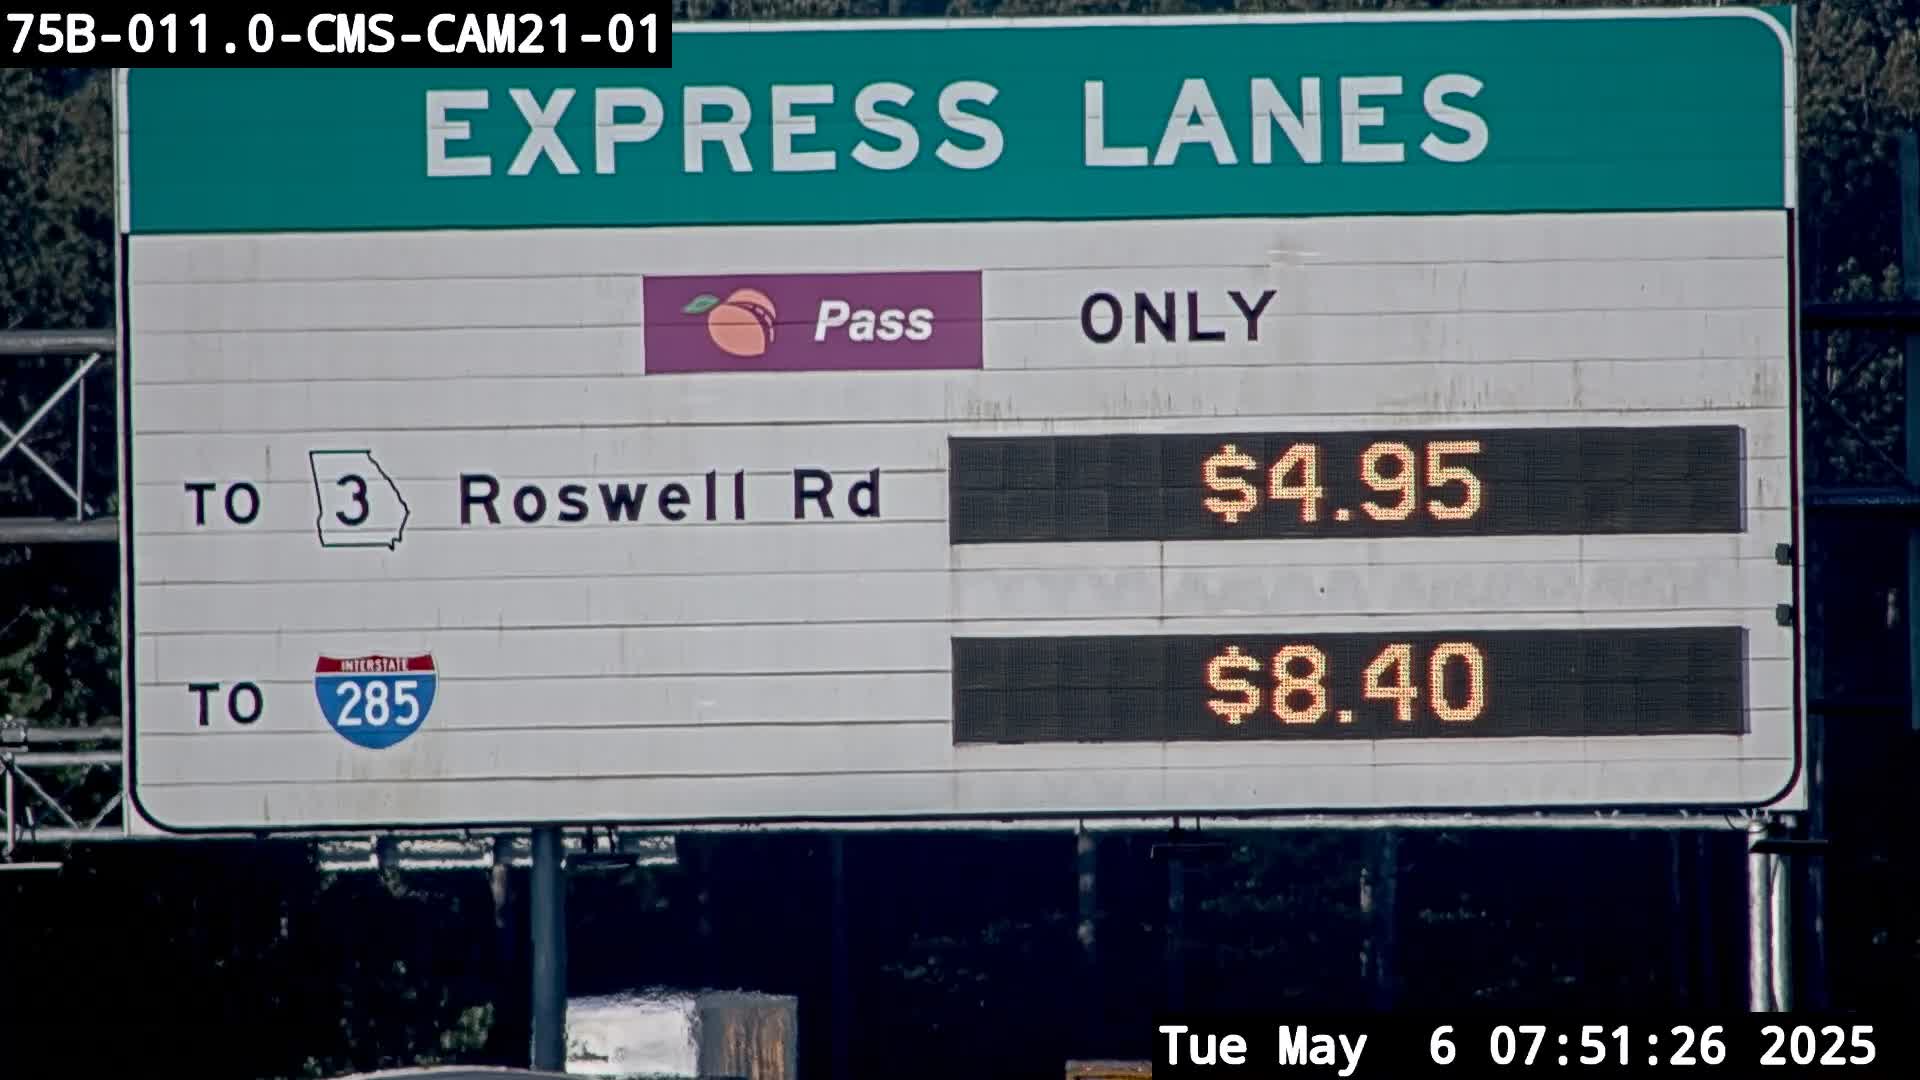 75B-011.0-CMS-CAM21-01
EXPRESS LANES
Pass ONLY
TO 3 Roswell Rd $4.95
INTERSTATE
TO 285 $8.40
Tue May 6 07:51:26 2025